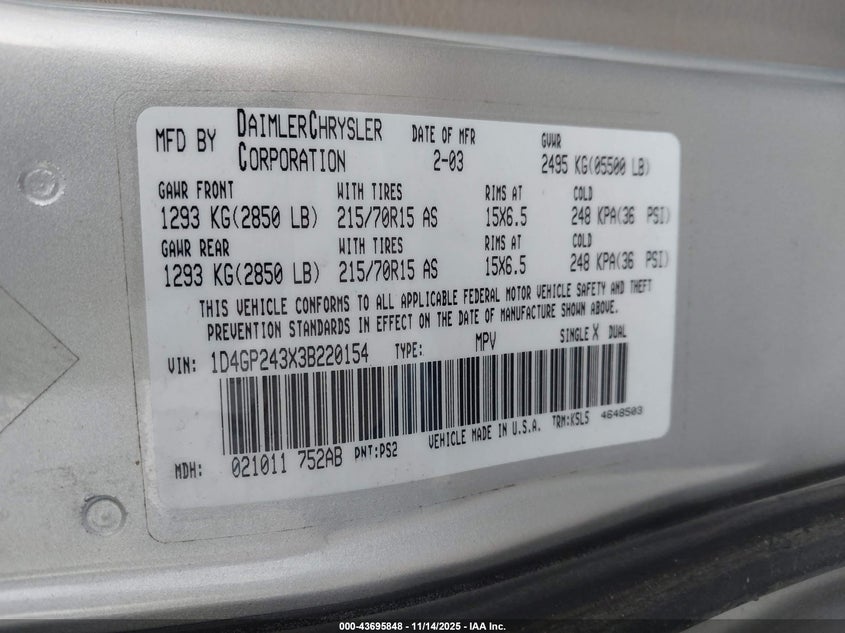 MFD BY DAIMLERCHRYSLER CORPORATION DATE OF MFR 2-03 GVWR 2495 KG(05500 LB)
GAWR FRONT WITH TIRES RIMS AT COLD
1293 KG(2850 LB) 215/70R15 AS 15X6.5 248 KPA(36 PSI)
GAWR REAR WITH TIRES RIMS AT COLD
1293 KG(2850 LB) 215/70R15 AS 15X6.5 248 KPA(36 PSI)
THIS VEHICLE CONFORMS TO ALL APPLICABLE FEDERAL MOTOR VEHICLE SAFETY AND THEFT
PREVENTION STANDARDS IN EFFECT ON THE DATE OF MANUFACTURE SHOWN ABOVE.
VIN: 1D4GP243X3B220154 TYPE: MPV SINGLE X DUAL
MDH: 021011 752AB PNT:PS2 VEHICLE MADE IN U.S.A. TRM:K5L5 4648503
000-43695848 - 11/14/2025 - IAA Inc.